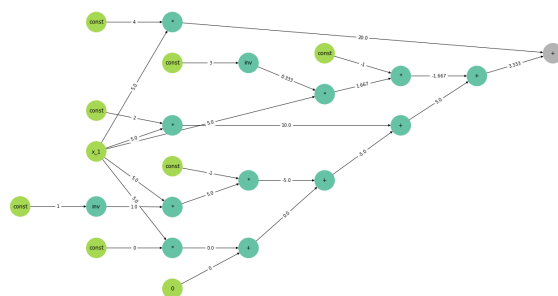 const 4 * 20.0 +
const -1
const 3 inv 0.333 * 1.667 * -1.667 + 3.333
5.0
const 2 * 10.0 + 5.0
5.0 5.0
x_1
const -1
5.0 5.0 * -5.0 + 5.0
const 1 inv 1.0 * 5.0
const 0 * 0.0 + 0.0
0 0